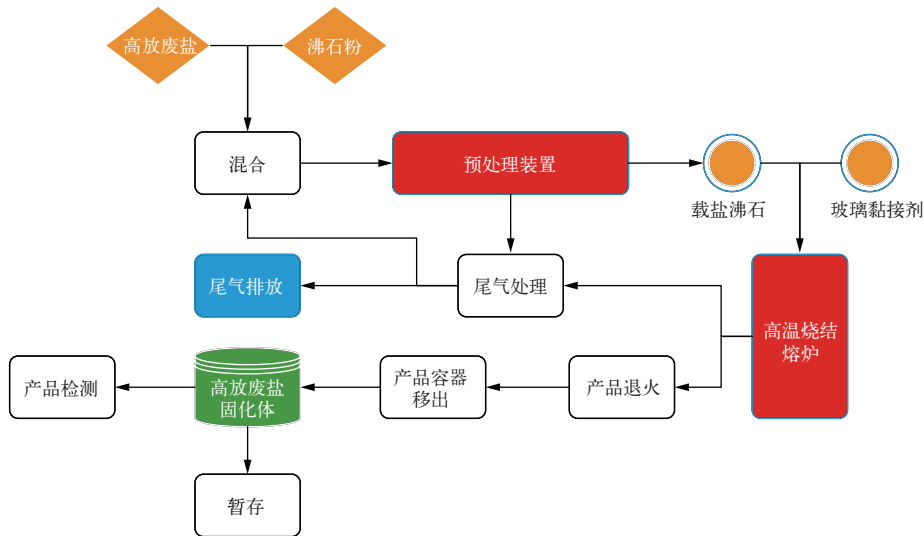 高放废盐
沸石粉
混合
预处理装置
载盐沸石
玻璃黏接剂
尾气排放
尾气处理
高温烧结
熔炉
产品检测
高放废盐
固化体
产品容器
移出
产品退火
暂存